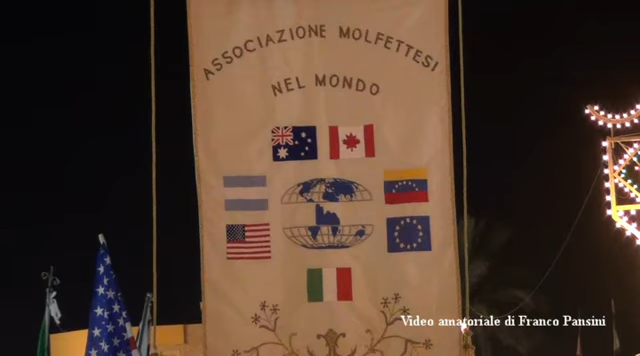 ASSOCIAZIONE MOLFETTESI
NEL MONDO
Video amatoriale di Franco Pansini